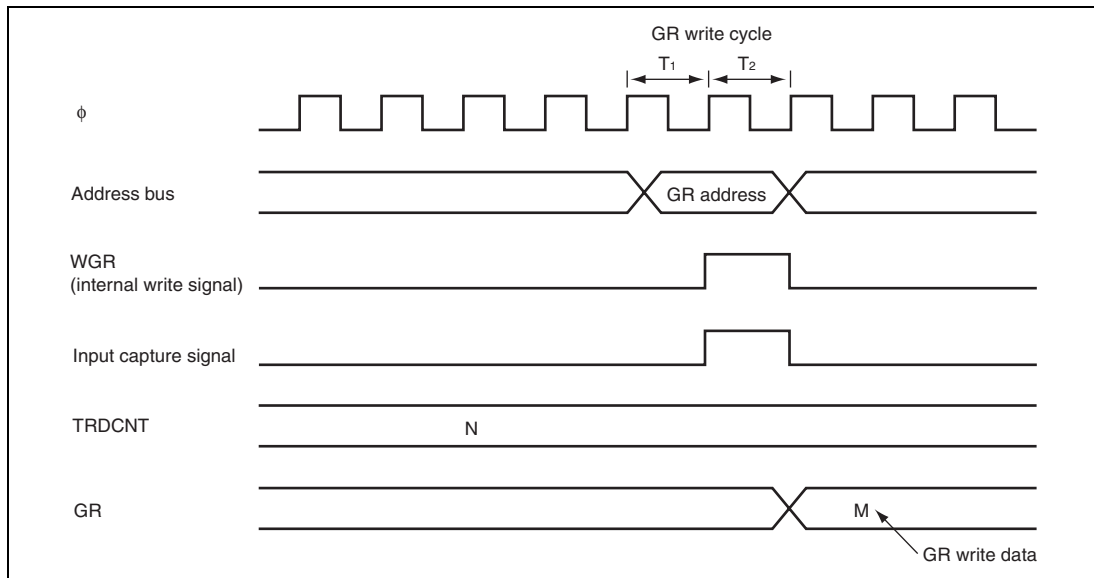 GR write cycle
T1 T2
ϕ
Address bus
GR address
WGR
(internal write signal)
Input capture signal
TRDCNT
N
GR
M
GR write data